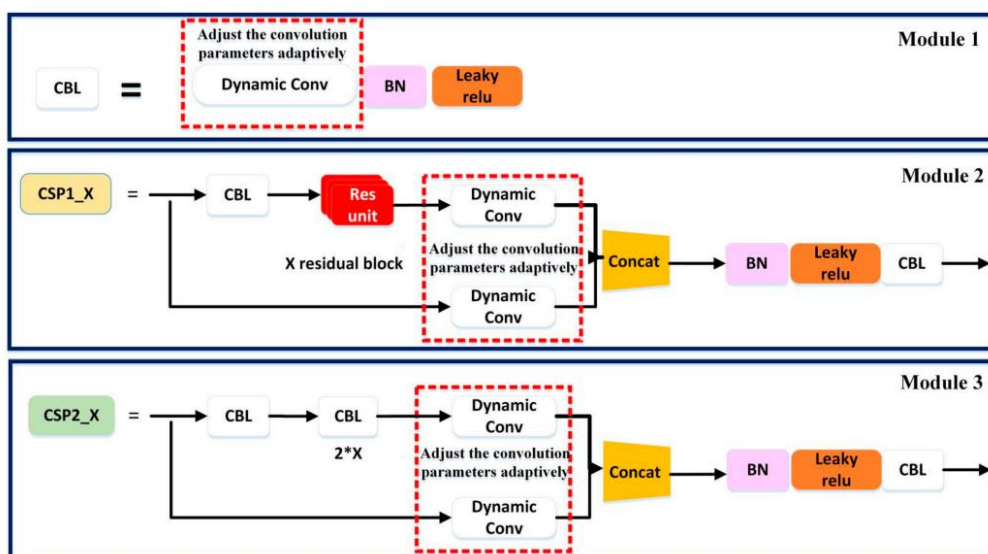 Module 1
Adjust the convolution
parameters adaptively
CBL
=
Dynamic Conv
BN
Leaky
relu
Module 2
CSP1_X
=
CBL
Res
unit
Dynamic
Conv
X residual block
Adjust the convolution
parameters adaptively
Dynamic
Conv
Concat
BN
Leaky
relu
CBL
Module 3
CSP2_X
=
CBL
CBL
2*X
Dynamic
Conv
Adjust the convolution
parameters adaptively
Dynamic
Conv
Concat
BN
Leaky
relu
CBL